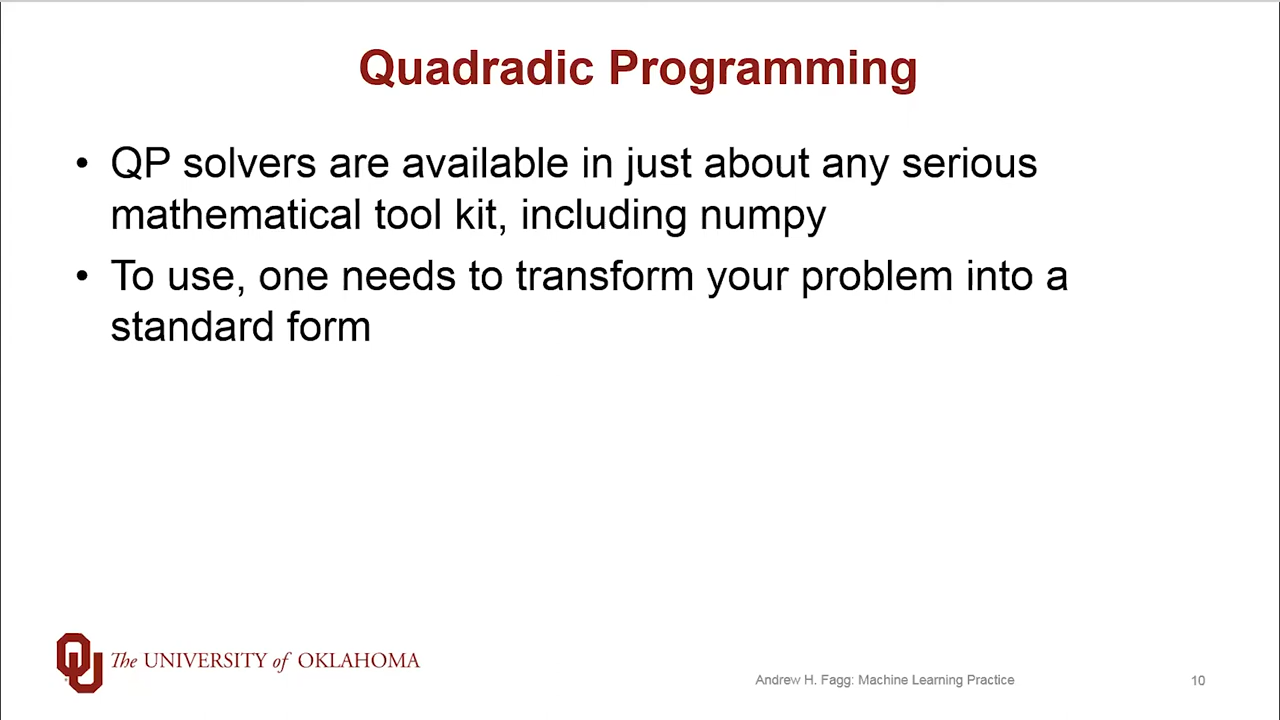 Quadradic Programming
• QP solvers are available in just about any serious
mathematical tool kit, including numpy
• To use, one needs to transform your problem into a
standard form
The UNIVERSITY of OKLAHOMA
Andrew H. Fagg: Machine Learning Practice
10